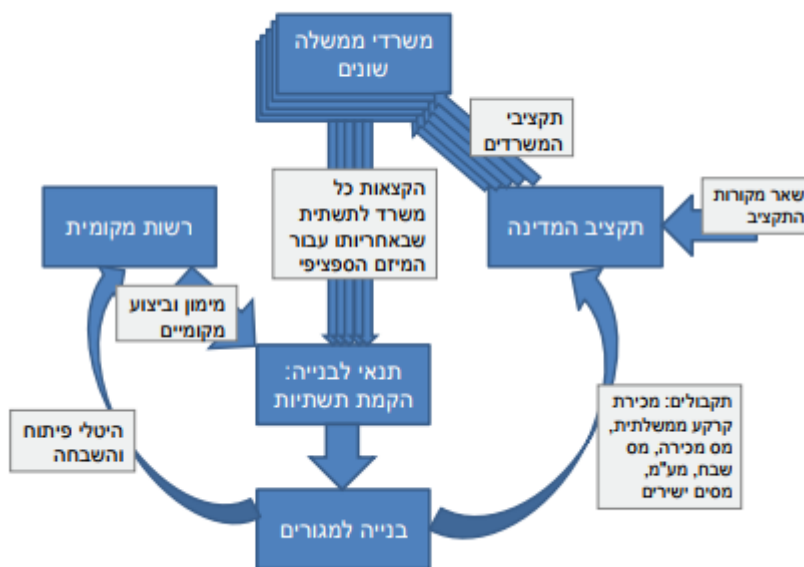 משרדי ממשלה
שונים
תקציבי
המשרדים
הקצאות כל
משרד לתשתית
שבאחריותו עבור
המיזם הספציפי
שאר מקורות
התקציב
תקציב המדינה
רשות מקומית
מימון וביצוע
מקומיים
תנאי לבנייה:
הקמת תשתיות
תקבולים: מכירת
קרקע ממשלתית,
מס מכירה, מס
שבח, מע"מ,
מסים ישירים
היטלי פיתוח
והשבחה
בנייה למגורים